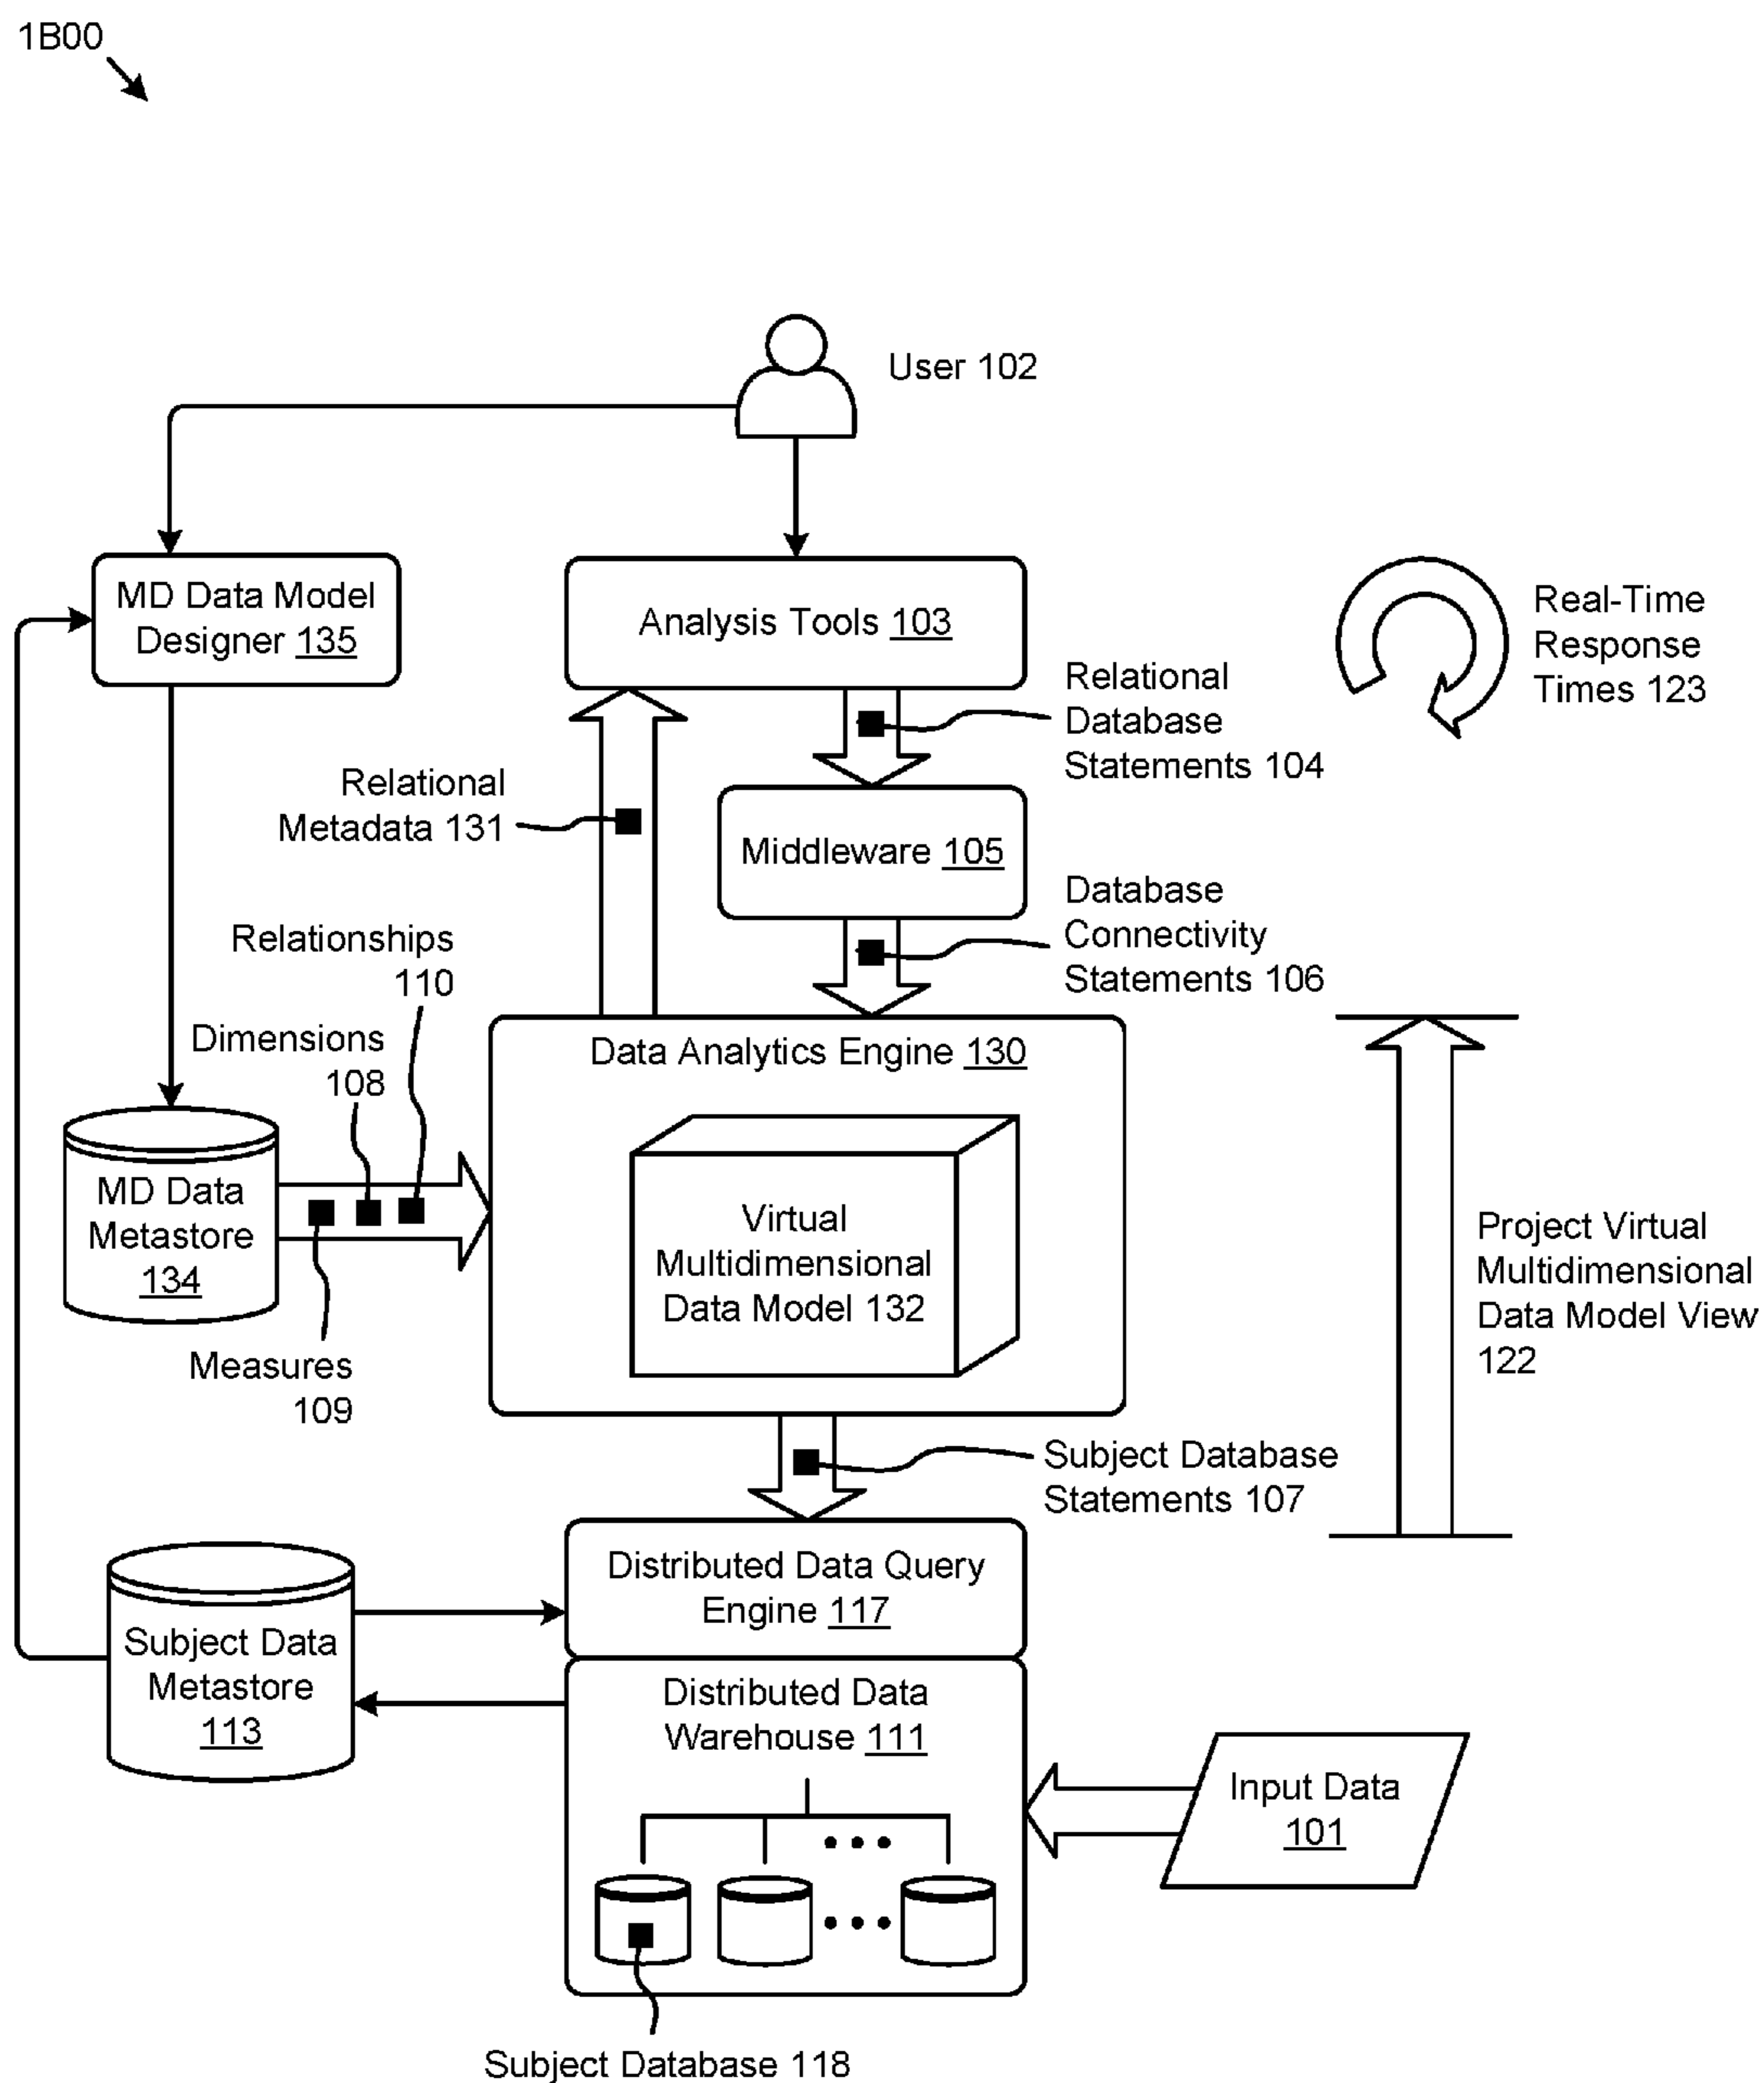 1B00
User 102
MD Data Model
Designer 135
Analysis Tools 103
Real-Time
Response
Times 123
Relational
Database
Statements 104
Relational
Metadata 131
Middleware 105
Database
Connectivity
Statements 106
Relationships
110
Dimensions
108
Data Analytics Engine 130
MD Data
Metastore
134
Virtual
Multidimensional
Data Model 132
Project Virtual
Multidimensional
Data Model View
122
Measures
109
Subject Database
Statements 107
Distributed Data Query
Engine 117
Subject Data
Metastore
113
Distributed Data
Warehouse 111
Input Data
101
Subject Database 118